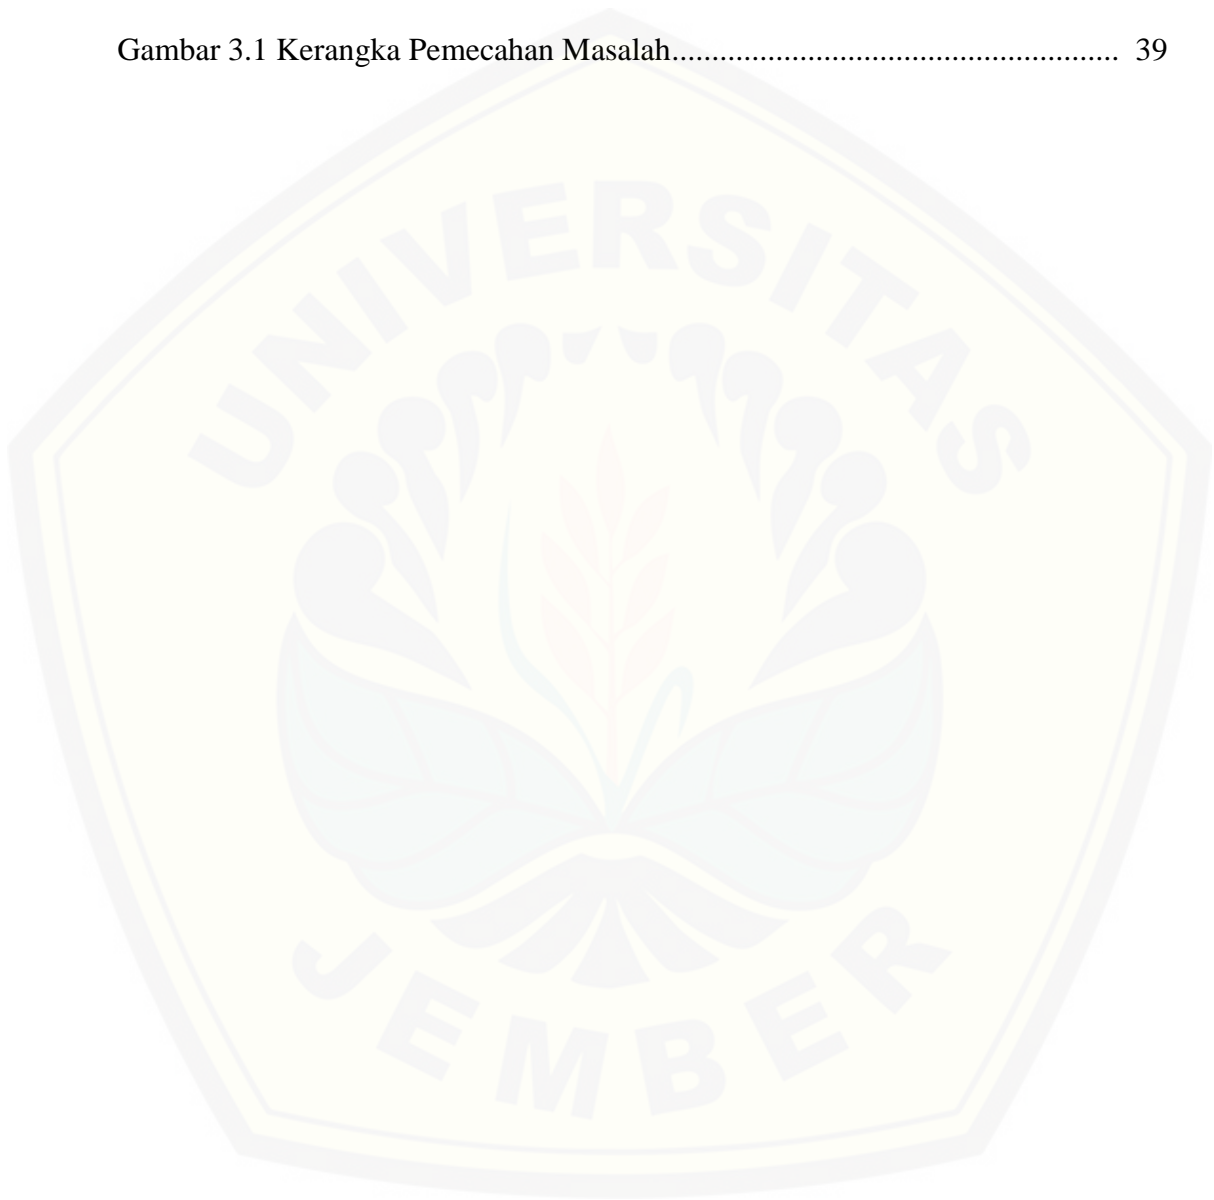 Gambar 3.1 Kerangka Pemecahan Masalah........................................................ 39
UNIVERSITAS
JEMBER